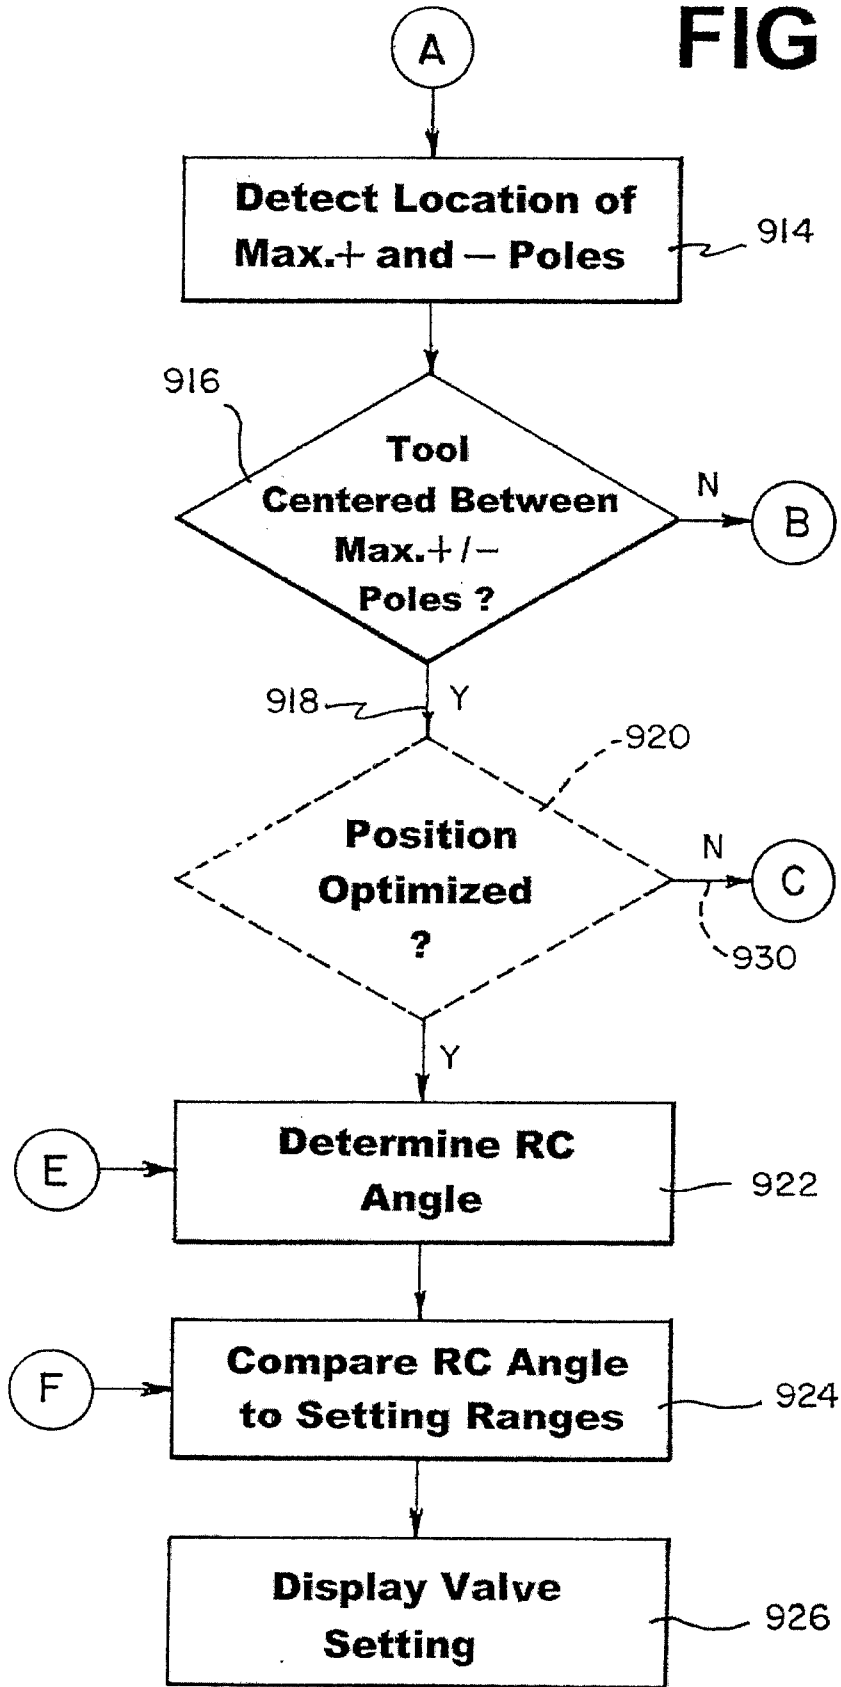 FIG
A
Detect Location of
Max.+ and — Poles
914
916
Tool
Centered Between
Max.+/−
Poles ?
N
B
918
Y
920
Position
Optimized
?
N
C
930
Y
E
Determine RC
Angle
922
F
Compare RC Angle
to Setting Ranges
924
Display Valve
Setting
926